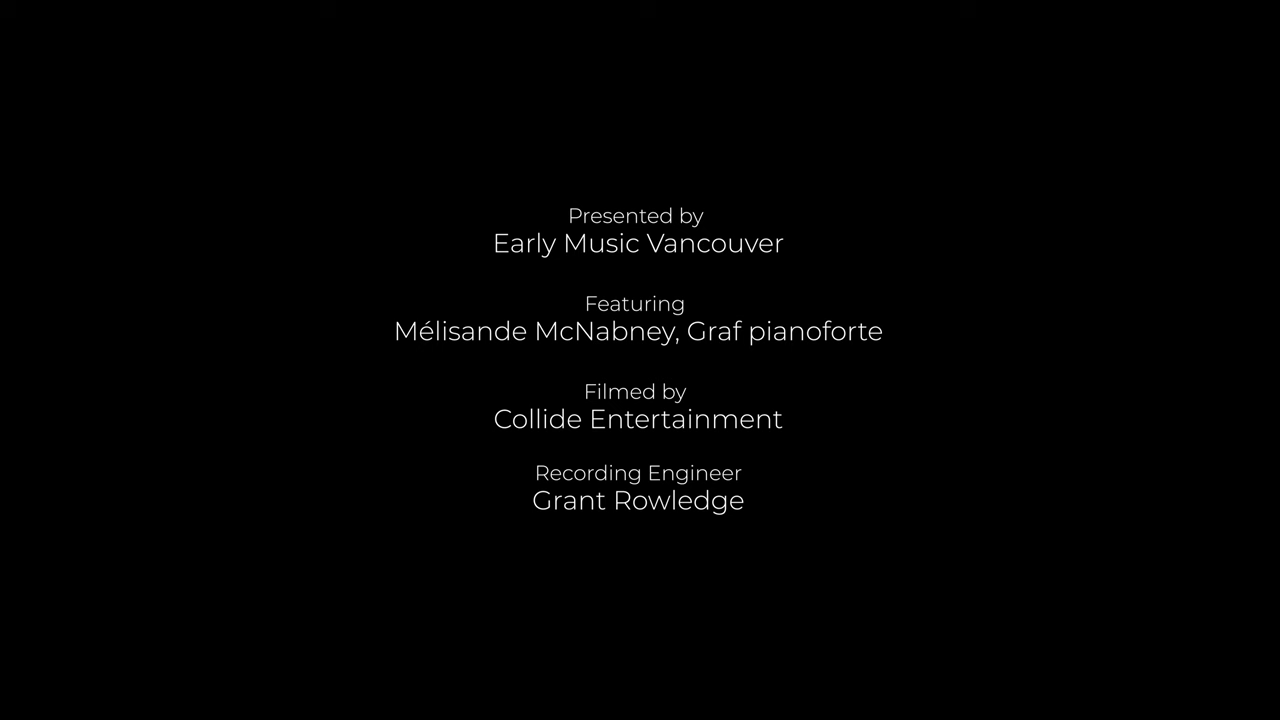 Presented by
Early Music Vancouver
Featuring
Mélisande McNabney, Graf pianoforte
Filmed by
Collide Entertainment
Recording Engineer
Grant Rowledge